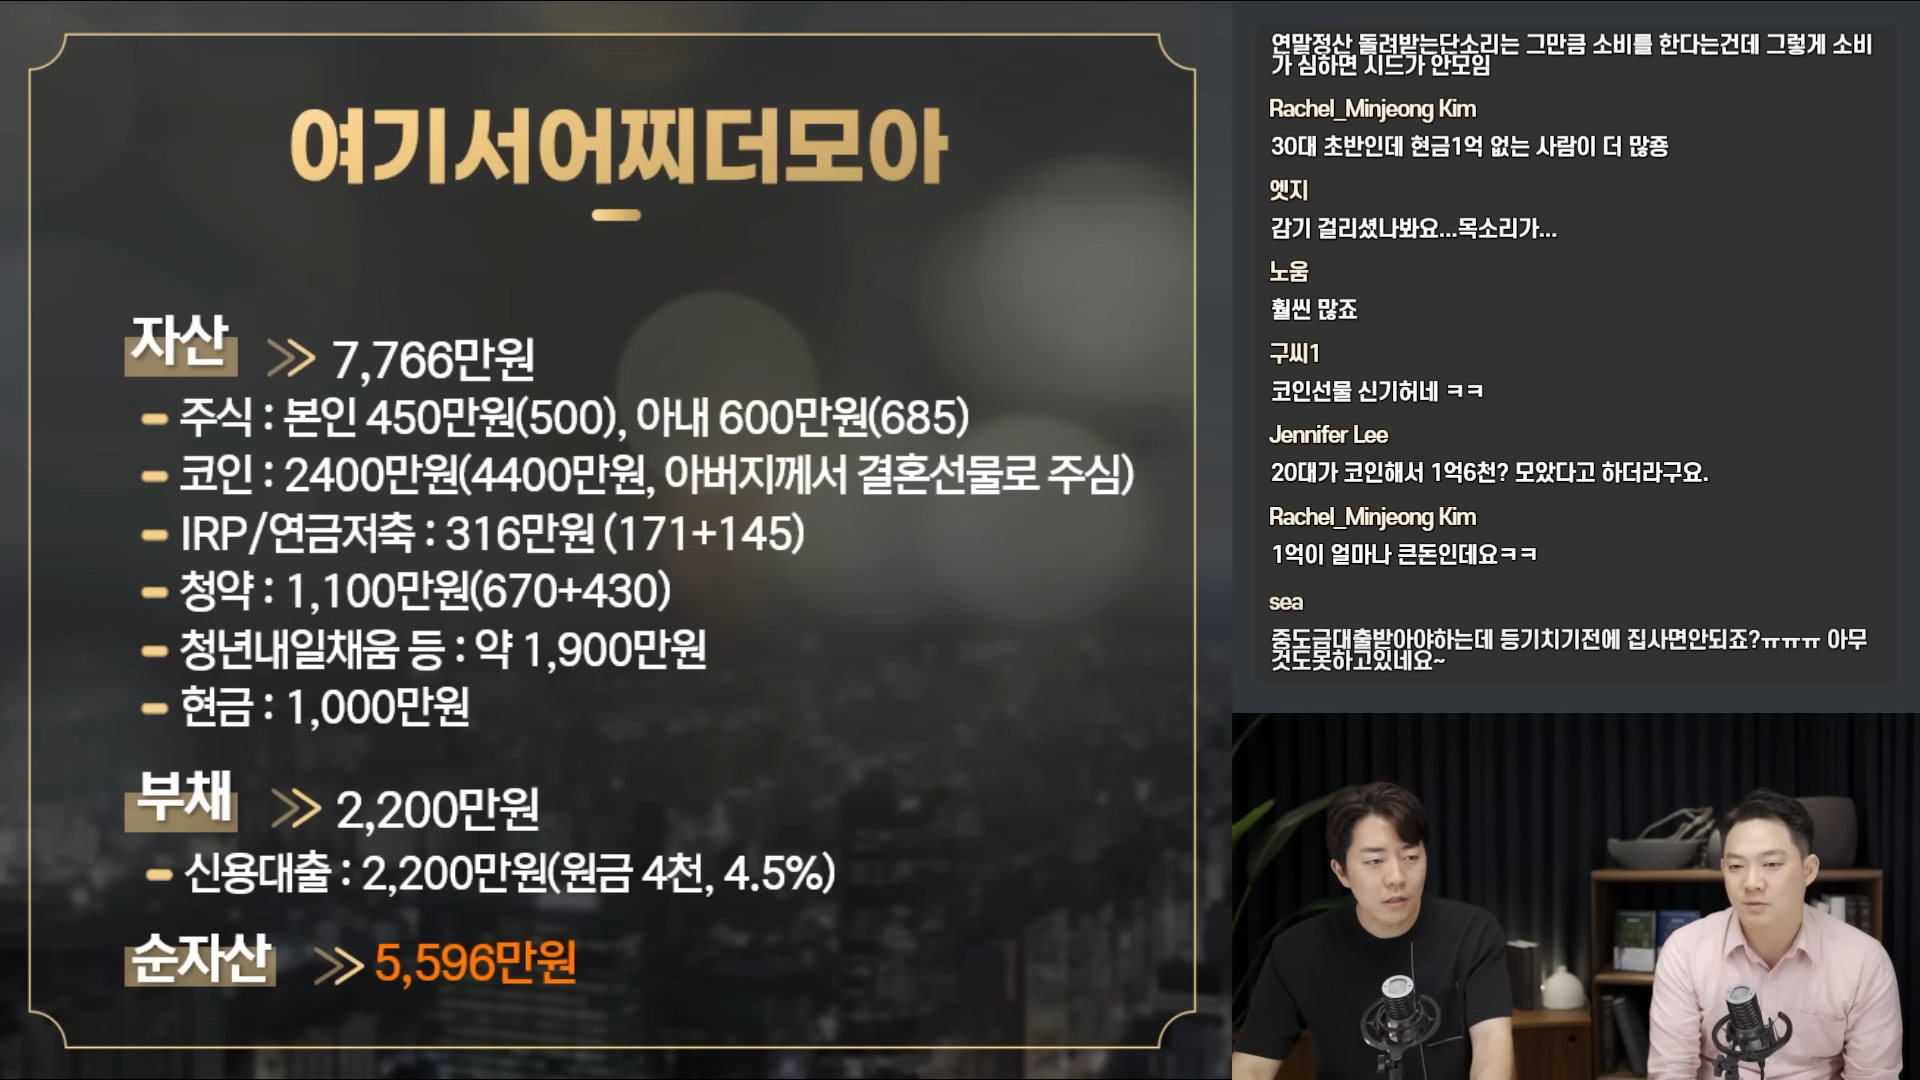 여기서어찌더모아
자산 7,766만원
주식 : 본인 450만원(500), 아내 600만원(685)
코인 : 2400만원(4400만원, 아버지께서 결혼선물로 주심)
IRP/연금저축 : 316만원 (171+145)
청약 : 1,100만원(670+430)
청년내일채움 등 : 약 1,900만원
현금 : 1,000만원
부채 2,200만원
신용대출 : 2,200만원(원금 4천, 4.5%)
순자산 5,596만원
연말정산 돌려받는단소리는 그만큼 소비를 한다는건데 그렇게 소비
가 심하면 시드가 안모임
Rachel_Minjeong Kim
30대 초반인데 현금1억 없는 사람이 더 많죵
엣지
감기 걸리셨나봐요...목소리가...
노움
훨씬 많죠
구씨1
코인선물 신기허네 ㅋㅋ
Jennifer Lee
20대가 코인해서 1억6천? 모았다고 하더라구요.
Rachel_Minjeong Kim
1억이 얼마나 큰돈인데요ㅋㅋ
sea
중도금대출받아야하는데 등기치기전에 집사면안되죠?ㅠㅠㅠ 아무
것도못하고있네요~